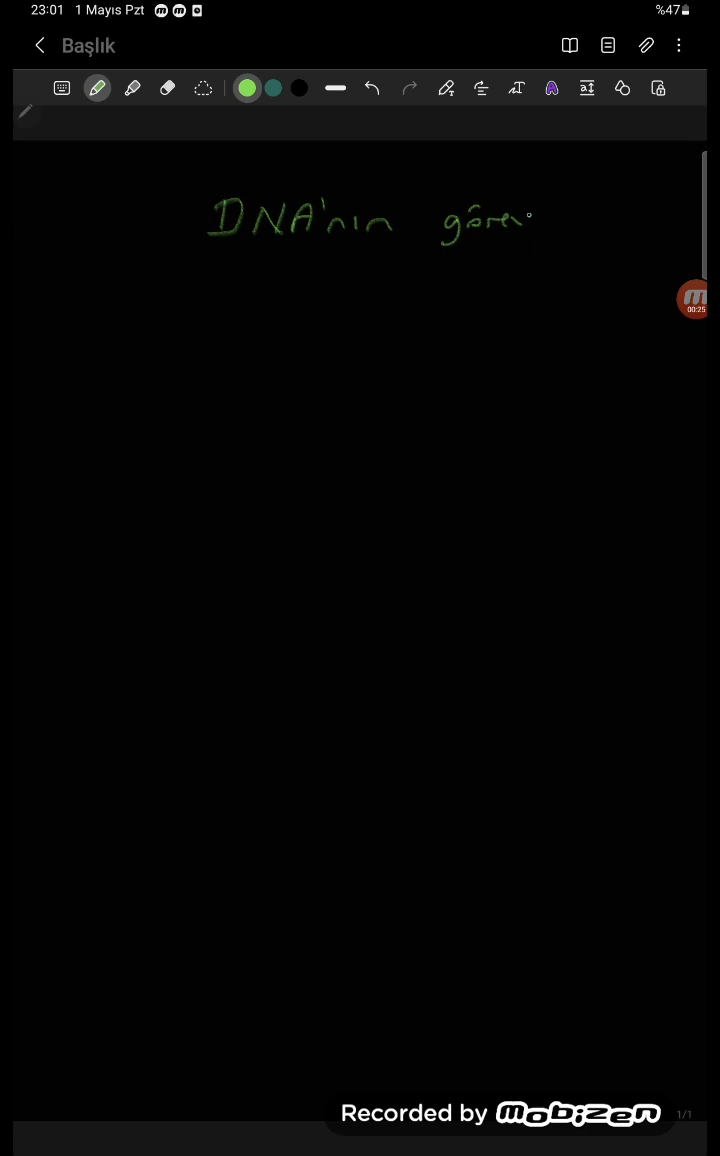 23:01 1 Mayıs Pzt %47
Başlık
DNA'nın görev
00:25
Recorded by mobizen 1/1